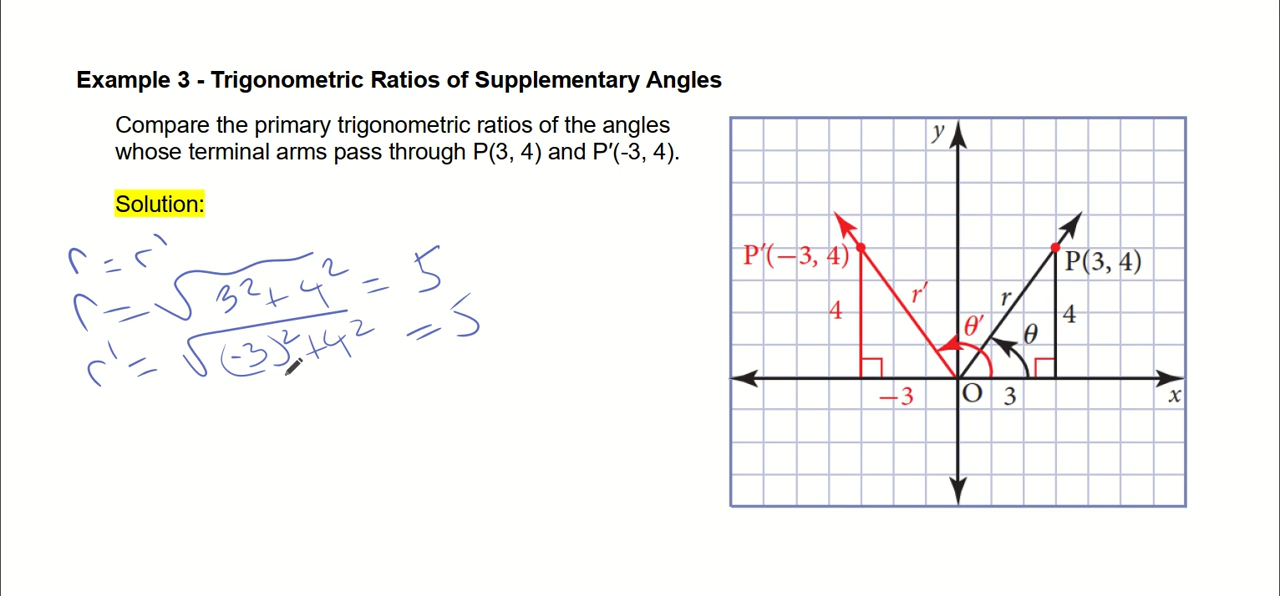 Example 3 - Trigonometric Ratios of Supplementary Angles
Compare the primary trigonometric ratios of the angles
whose terminal arms pass through P(3, 4) and P′(-3, 4).
Solution:
r = r'
r = √3² + 4² = 5
r' = √(-3)² + 4² = 5
y
P′(−3, 4)
P(3, 4)
r′
r
4
4
θ′
θ
−3
O
3
x